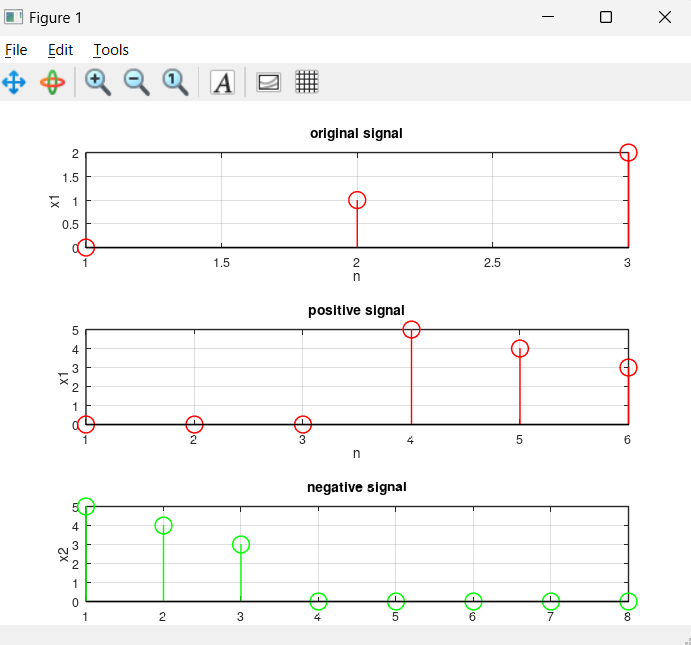 Figure 1
File Edit Tools
A
original signal
2
1.5
1
0.5
0
x1
1 1.5 2 2.5 3
n
positive signal
5
4
3
2
1
0
x1
1 2 3 4 5 6
n
negative signal
5
4
3
2
1
0
x2
1 2 3 4 5 6 7 8